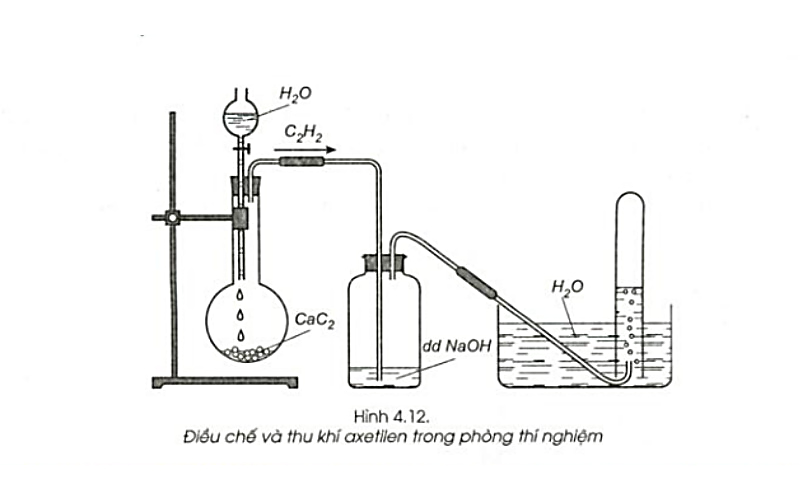 H₂O
C₂H₂
CaC₂
H₂O
dd NaOH
Hình 4.12.
Điều chế và thu khí axetilen trong phòng thí nghiệm